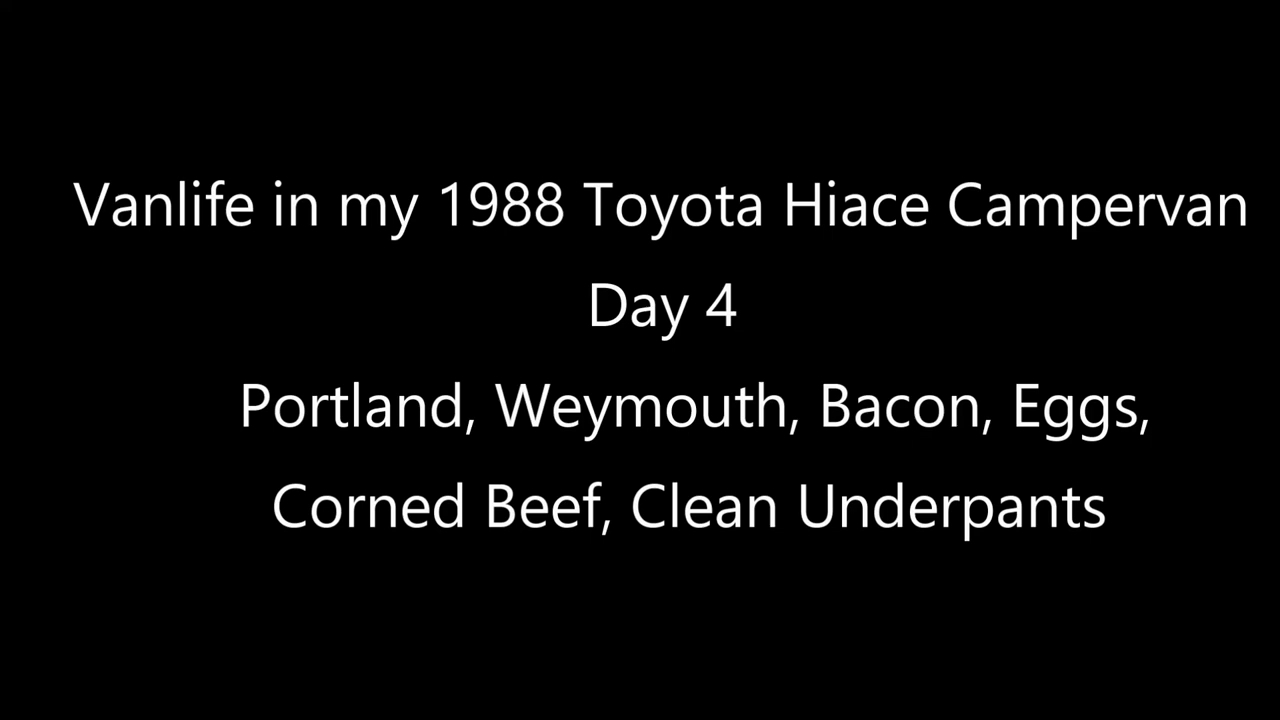 Vanlife in my 1988 Toyota Hiace Campervan
Day 4
Portland, Weymouth, Bacon, Eggs,
Corned Beef, Clean Underpants